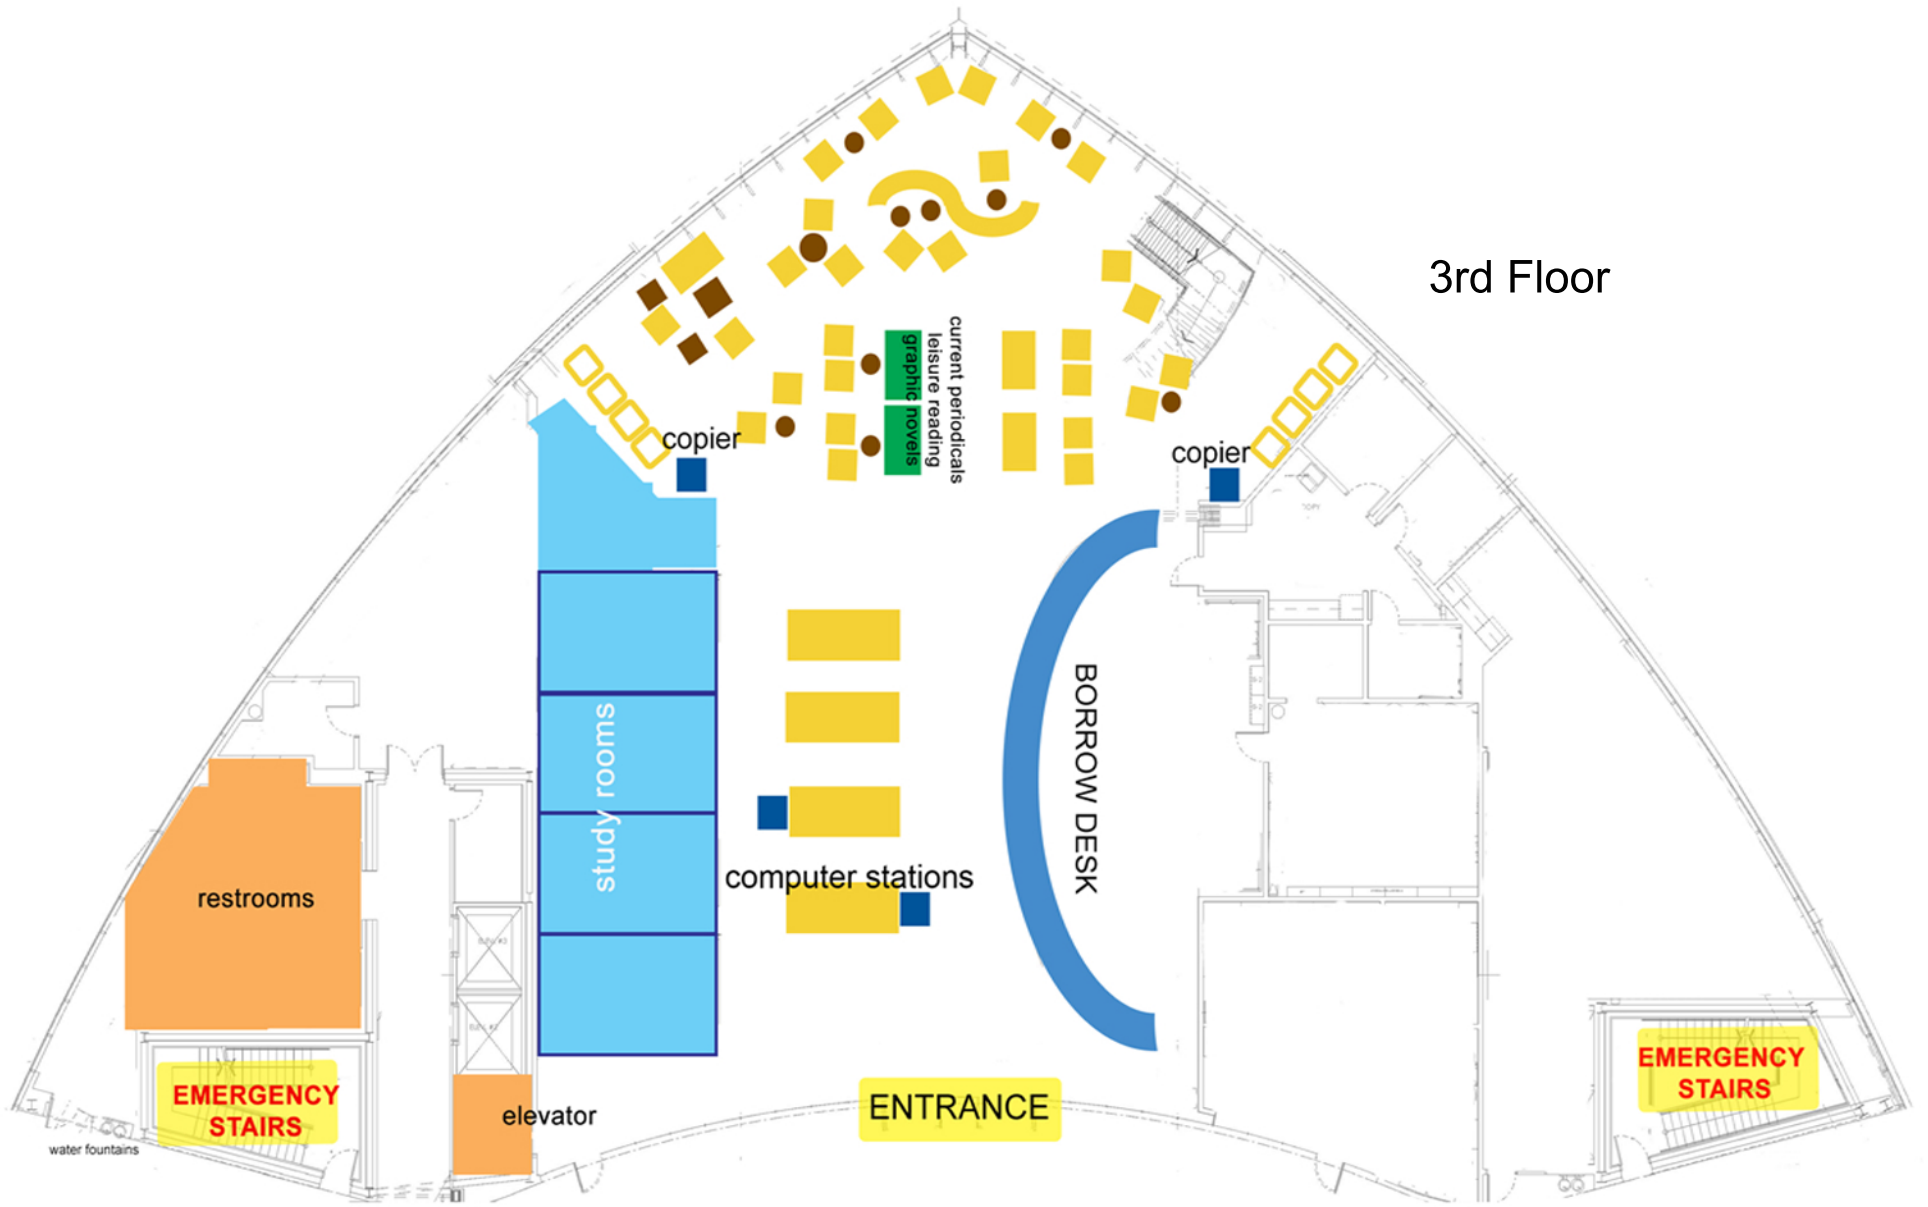 3rd Floor
current periodicals
leisure reading
graphic novels
copier
copier
study rooms
BORROW DESK
computer stations
restrooms
EMERGENCY
STAIRS
EMERGENCY
STAIRS
ENTRANCE
elevator
water fountains